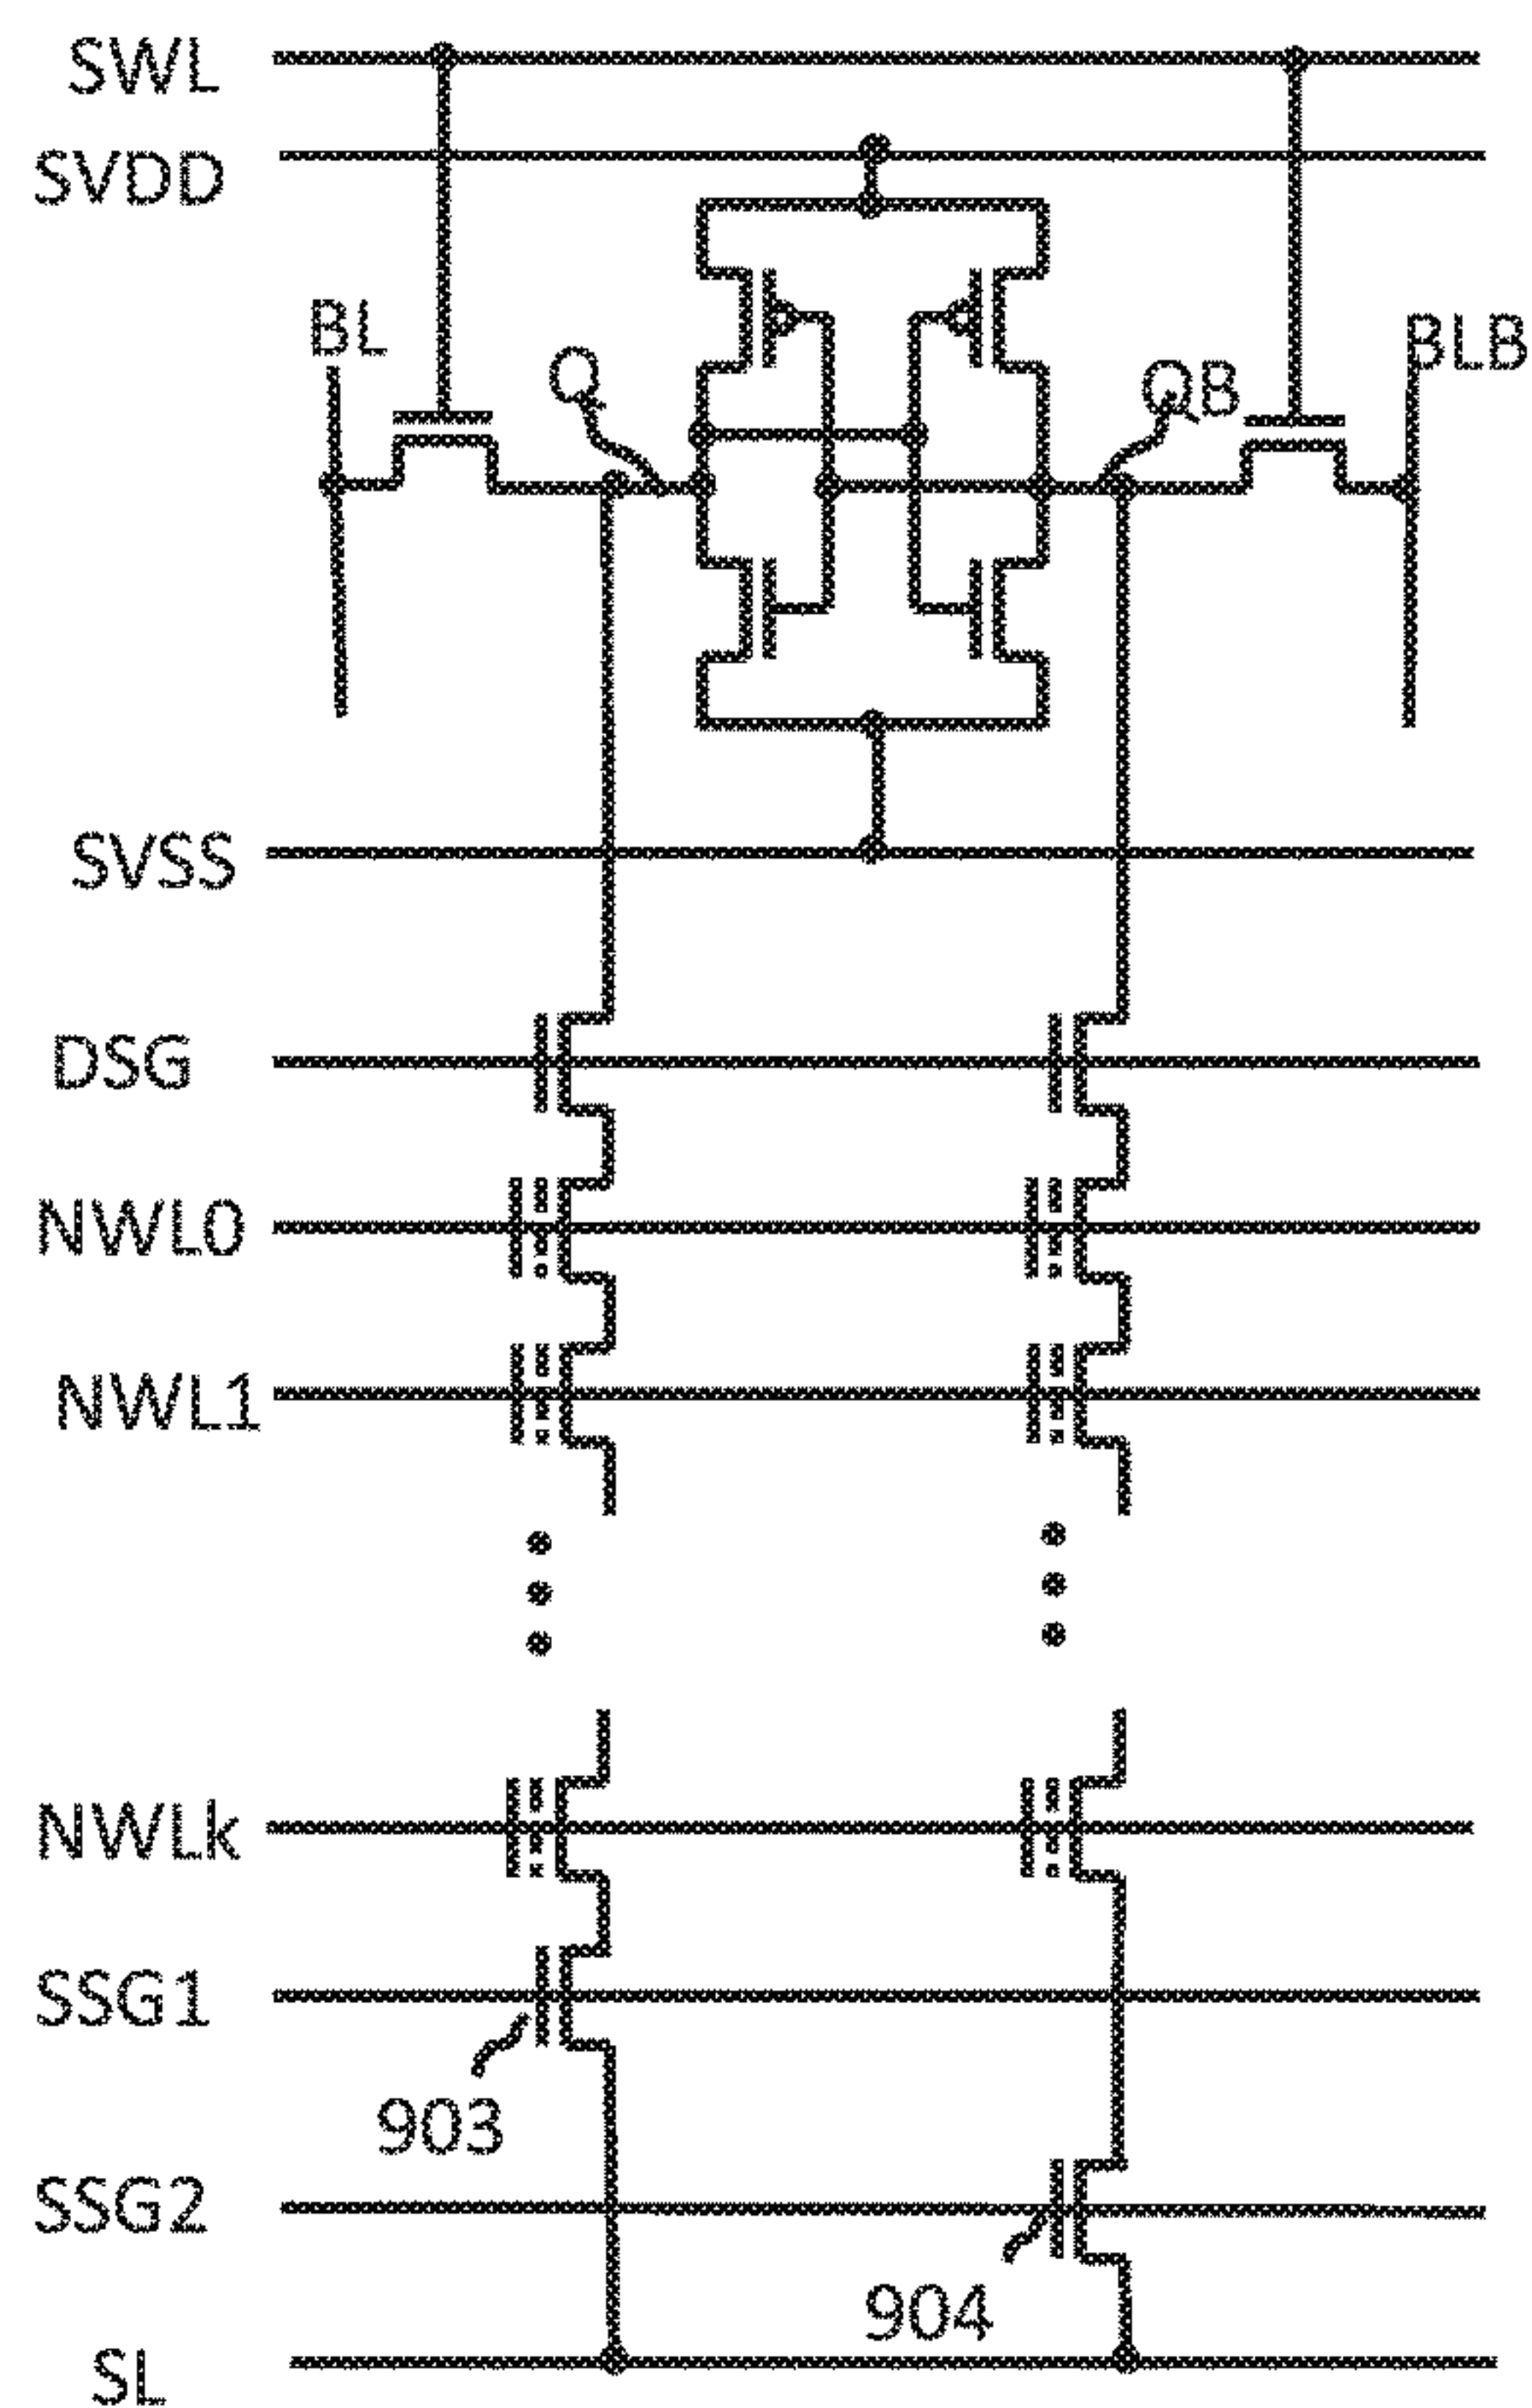 SWL
SVDD
BL
Q
QB
BLB
SVSS
DSG
NWL0
NWL1
NWLk
SSG1
903
SSG2
904
SL